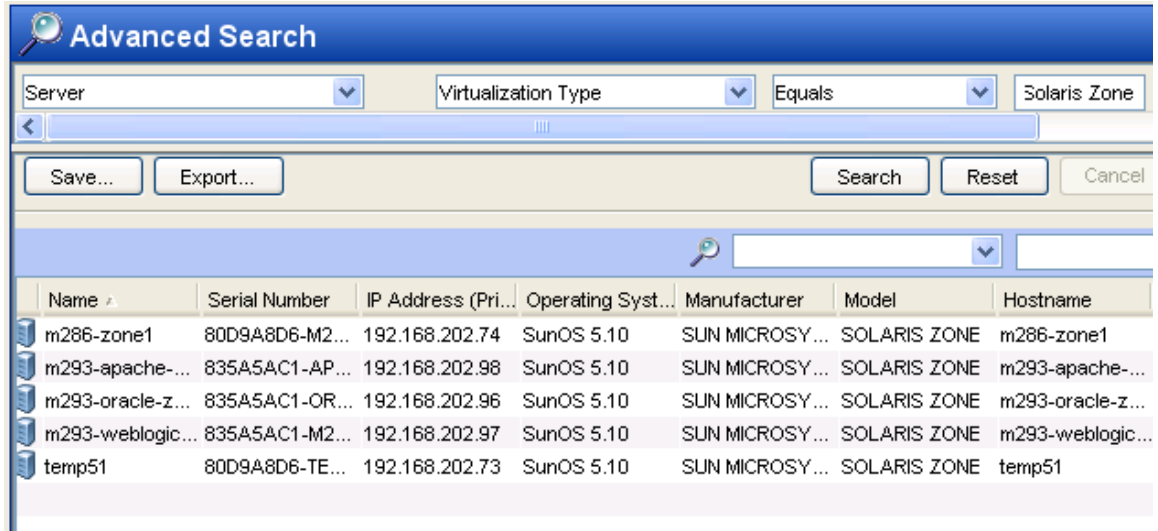 Advanced Search
Server Virtualization Type Equals Solaris Zone
Save... Export... Search Reset Cancel
Name Serial Number IP Address (Pri... Operating Syst... Manufacturer Model Hostname
m286-zone1 80D9A8D6-M2... 192.168.202.74 SunOS 5.10 SUN MICROSY... SOLARIS ZONE m286-zone1
m293-apache-... 835A5AC1-AP... 192.168.202.98 SunOS 5.10 SUN MICROSY... SOLARIS ZONE m293-apache-...
m293-oracle-z... 835A5AC1-OR... 192.168.202.96 SunOS 5.10 SUN MICROSY... SOLARIS ZONE m293-oracle-z...
m293-weblogic... 835A5AC1-M2... 192.168.202.97 SunOS 5.10 SUN MICROSY... SOLARIS ZONE m293-weblogic...
temp51 80D9A8D6-TE... 192.168.202.73 SunOS 5.10 SUN MICROSY... SOLARIS ZONE temp51